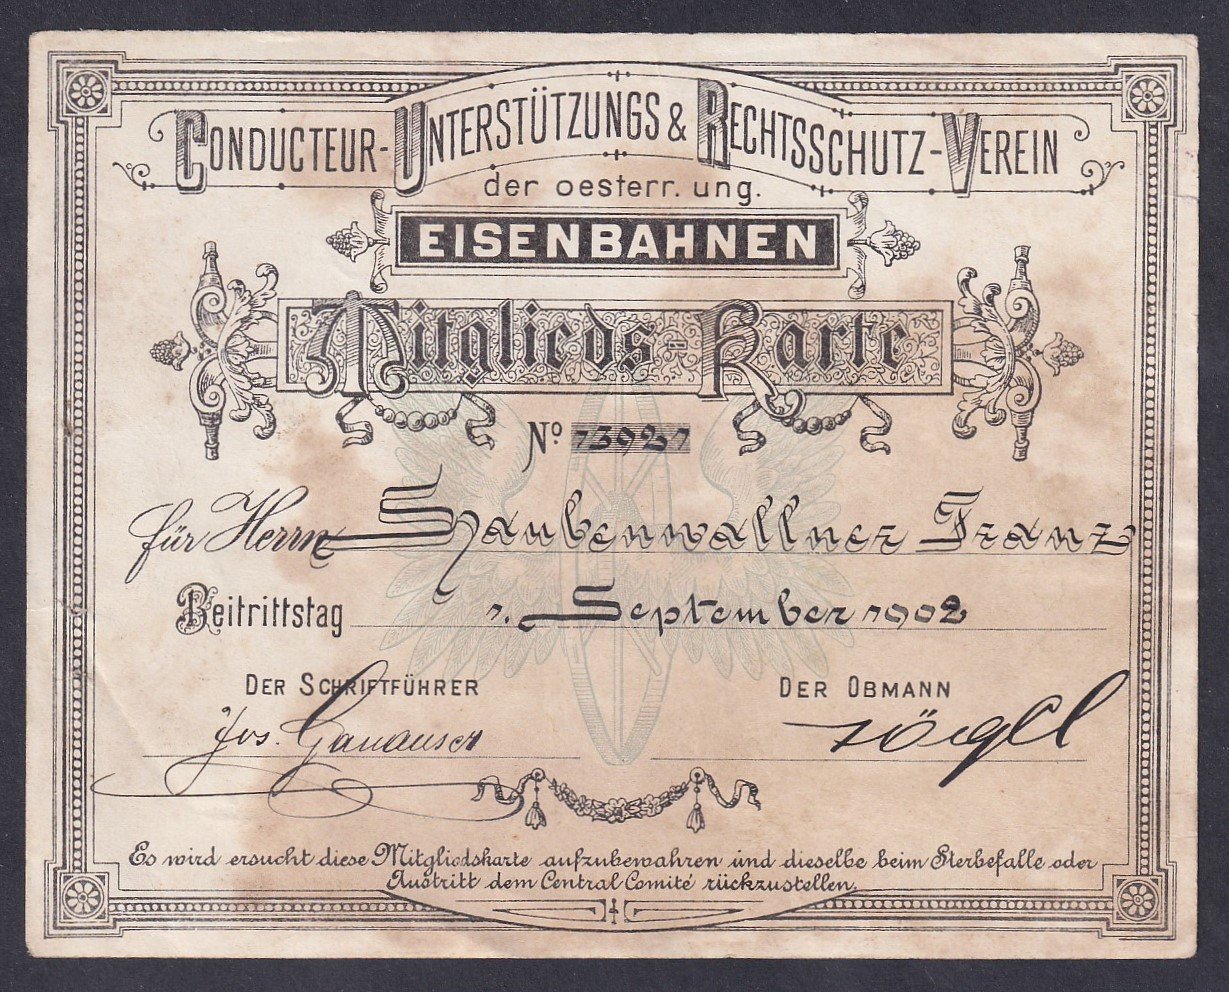 CONDUCTEUR-UNTERSTÜTZUNGS & RECHTSSCHUTZ-VEREIN
der oesterr. ung.
EISENBAHNEN
Mitglieds-Karte
No. 13921
für Herrn Haubenwallner Franz
Beitrittstag 1. September 1902
DER SCHRIFTFÜHRER DER OBMANN
Jos.
Es wird ersucht diese Mitgliedskarte aufzubewahren und dieselbe beim Sterbefalle oder
Austritt dem Central Comité rückzustellen.